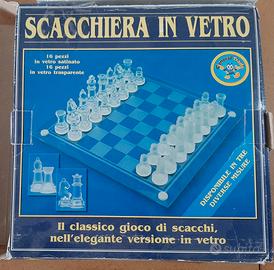 SCACCHIERA IN VETRO
16 pezzi
in vetro satinato
16 pezzi
in vetro trasparente
DISPONIBILE IN TRE
DIVERSE MISURE
Il classico gioco di scacchi,
nell'elegante versione in vetro